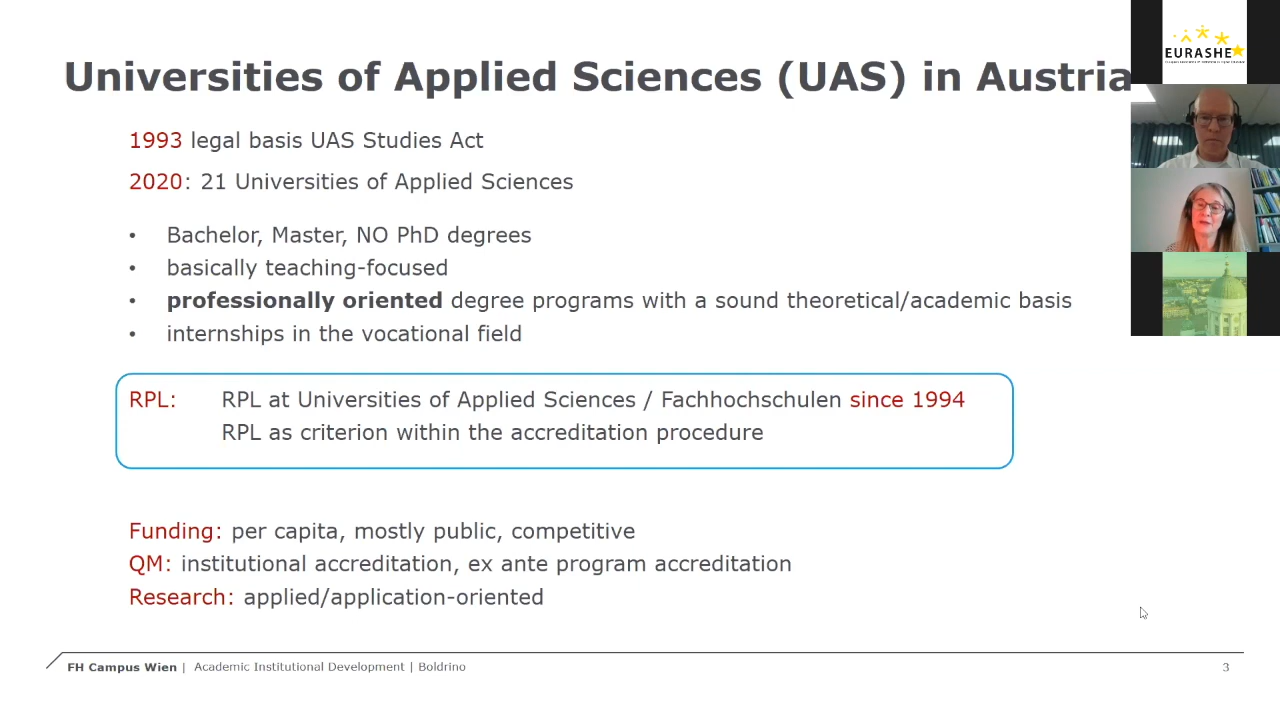 Universities of Applied Sciences (UAS) in Austria
EURASHE
1993 legal basis UAS Studies Act
2020: 21 Universities of Applied Sciences
• Bachelor, Master, NO PhD degrees
• basically teaching-focused
• professionally oriented degree programs with a sound theoretical/academic basis
• internships in the vocational field
RPL: RPL at Universities of Applied Sciences / Fachhochschulen since 1994
RPL as criterion within the accreditation procedure
Funding: per capita, mostly public, competitive
QM: institutional accreditation, ex ante program accreditation
Research: applied/application-oriented
FH Campus Wien | Academic Institutional Development | Boldrino
3